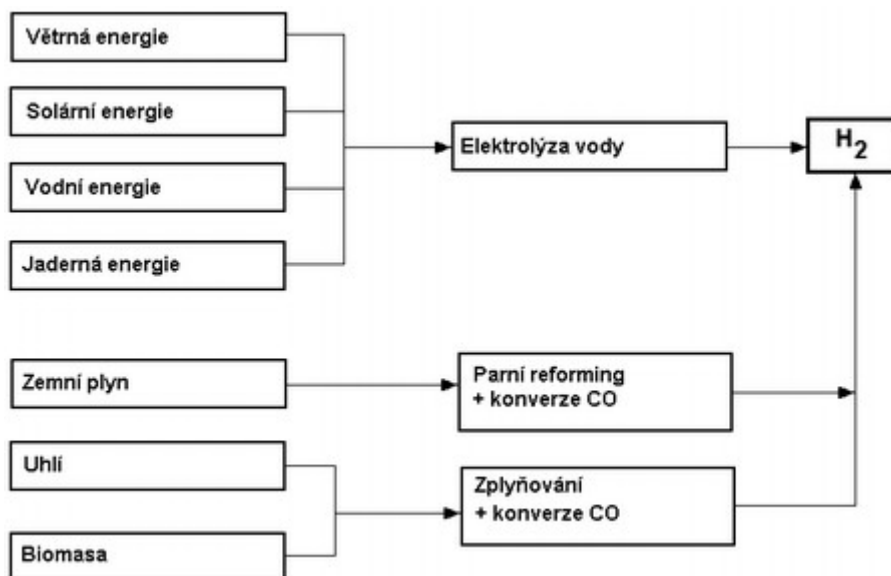 Větrná energie
Solární energie
Vodní energie
Jaderná energie
Elektrolýza vody
H2
Zemní plyn
Parní reforming
+ konverze CO
Uhlí
Biomasa
Zplyňování
+ konverze CO